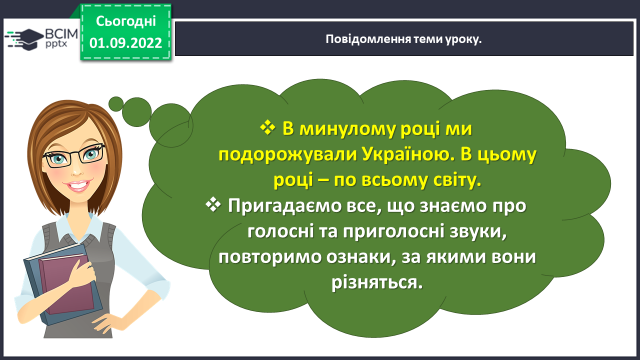 Сьогодні
01.09.2022
BCIM
pptx
Повідомлення теми уроку.
❖ В минулому році ми
подорожували Україною. В цьому
році – по всьому світу.
❖ Пригадаємо все, що знаємо про
голосні та приголосні звуки,
повторимо ознаки, за якими вони
різняться.